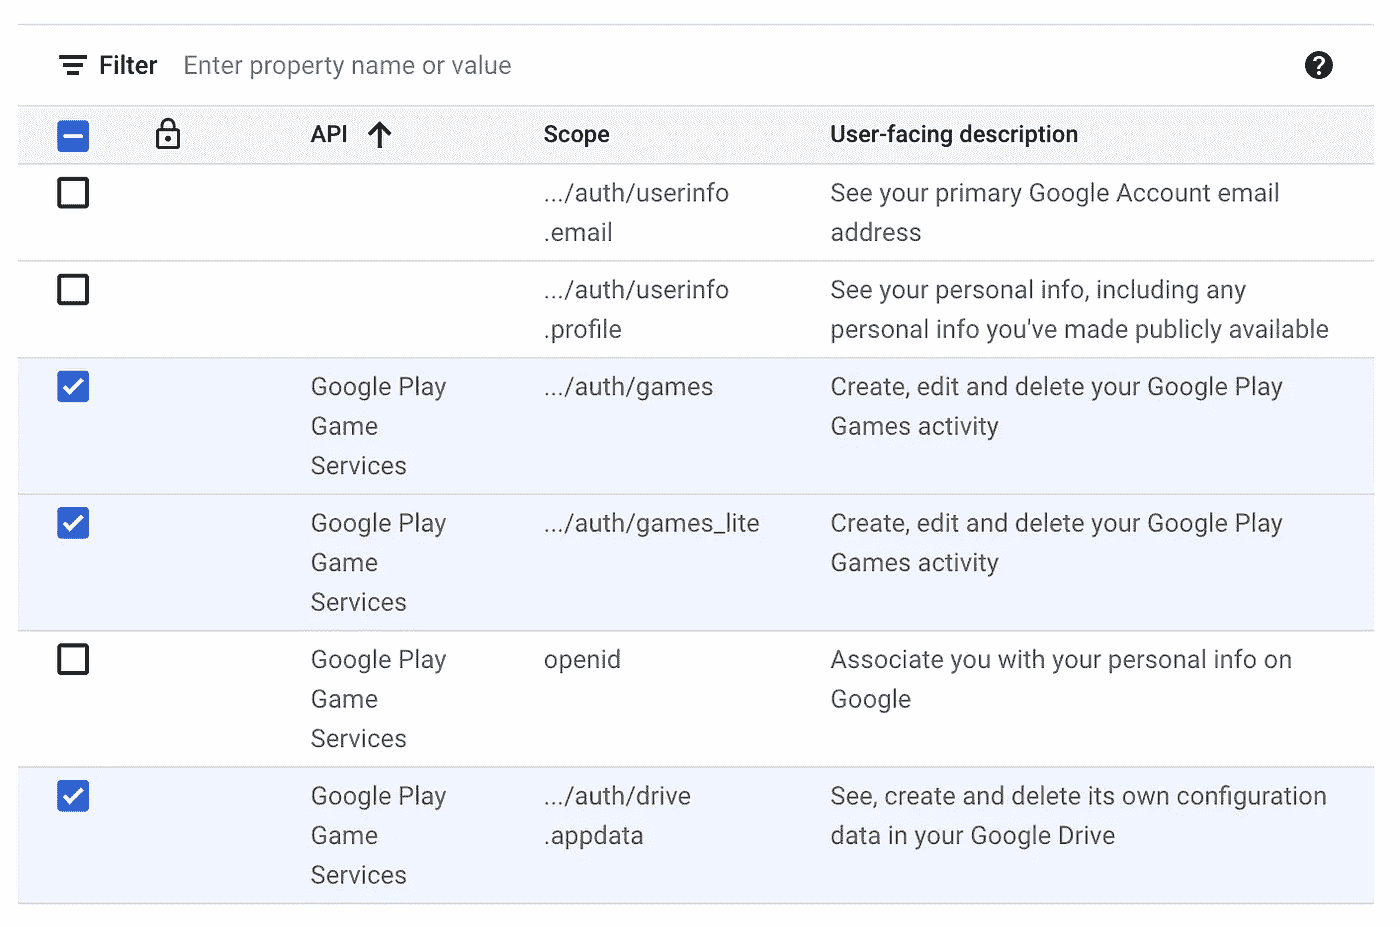 Filter Enter property name or value
API Scope User-facing description
.../auth/userinfo See your primary Google Account email
.email address
.../auth/userinfo See your personal info, including any
.profile personal info you've made publicly available
Google Play .../auth/games Create, edit and delete your Google Play
Game Games activity
Services
Google Play .../auth/games_lite Create, edit and delete your Google Play
Game Games activity
Services
Google Play openid Associate you with your personal info on
Game Google
Services
Google Play .../auth/drive See, create and delete its own configuration
Game .appdata data in your Google Drive
Services